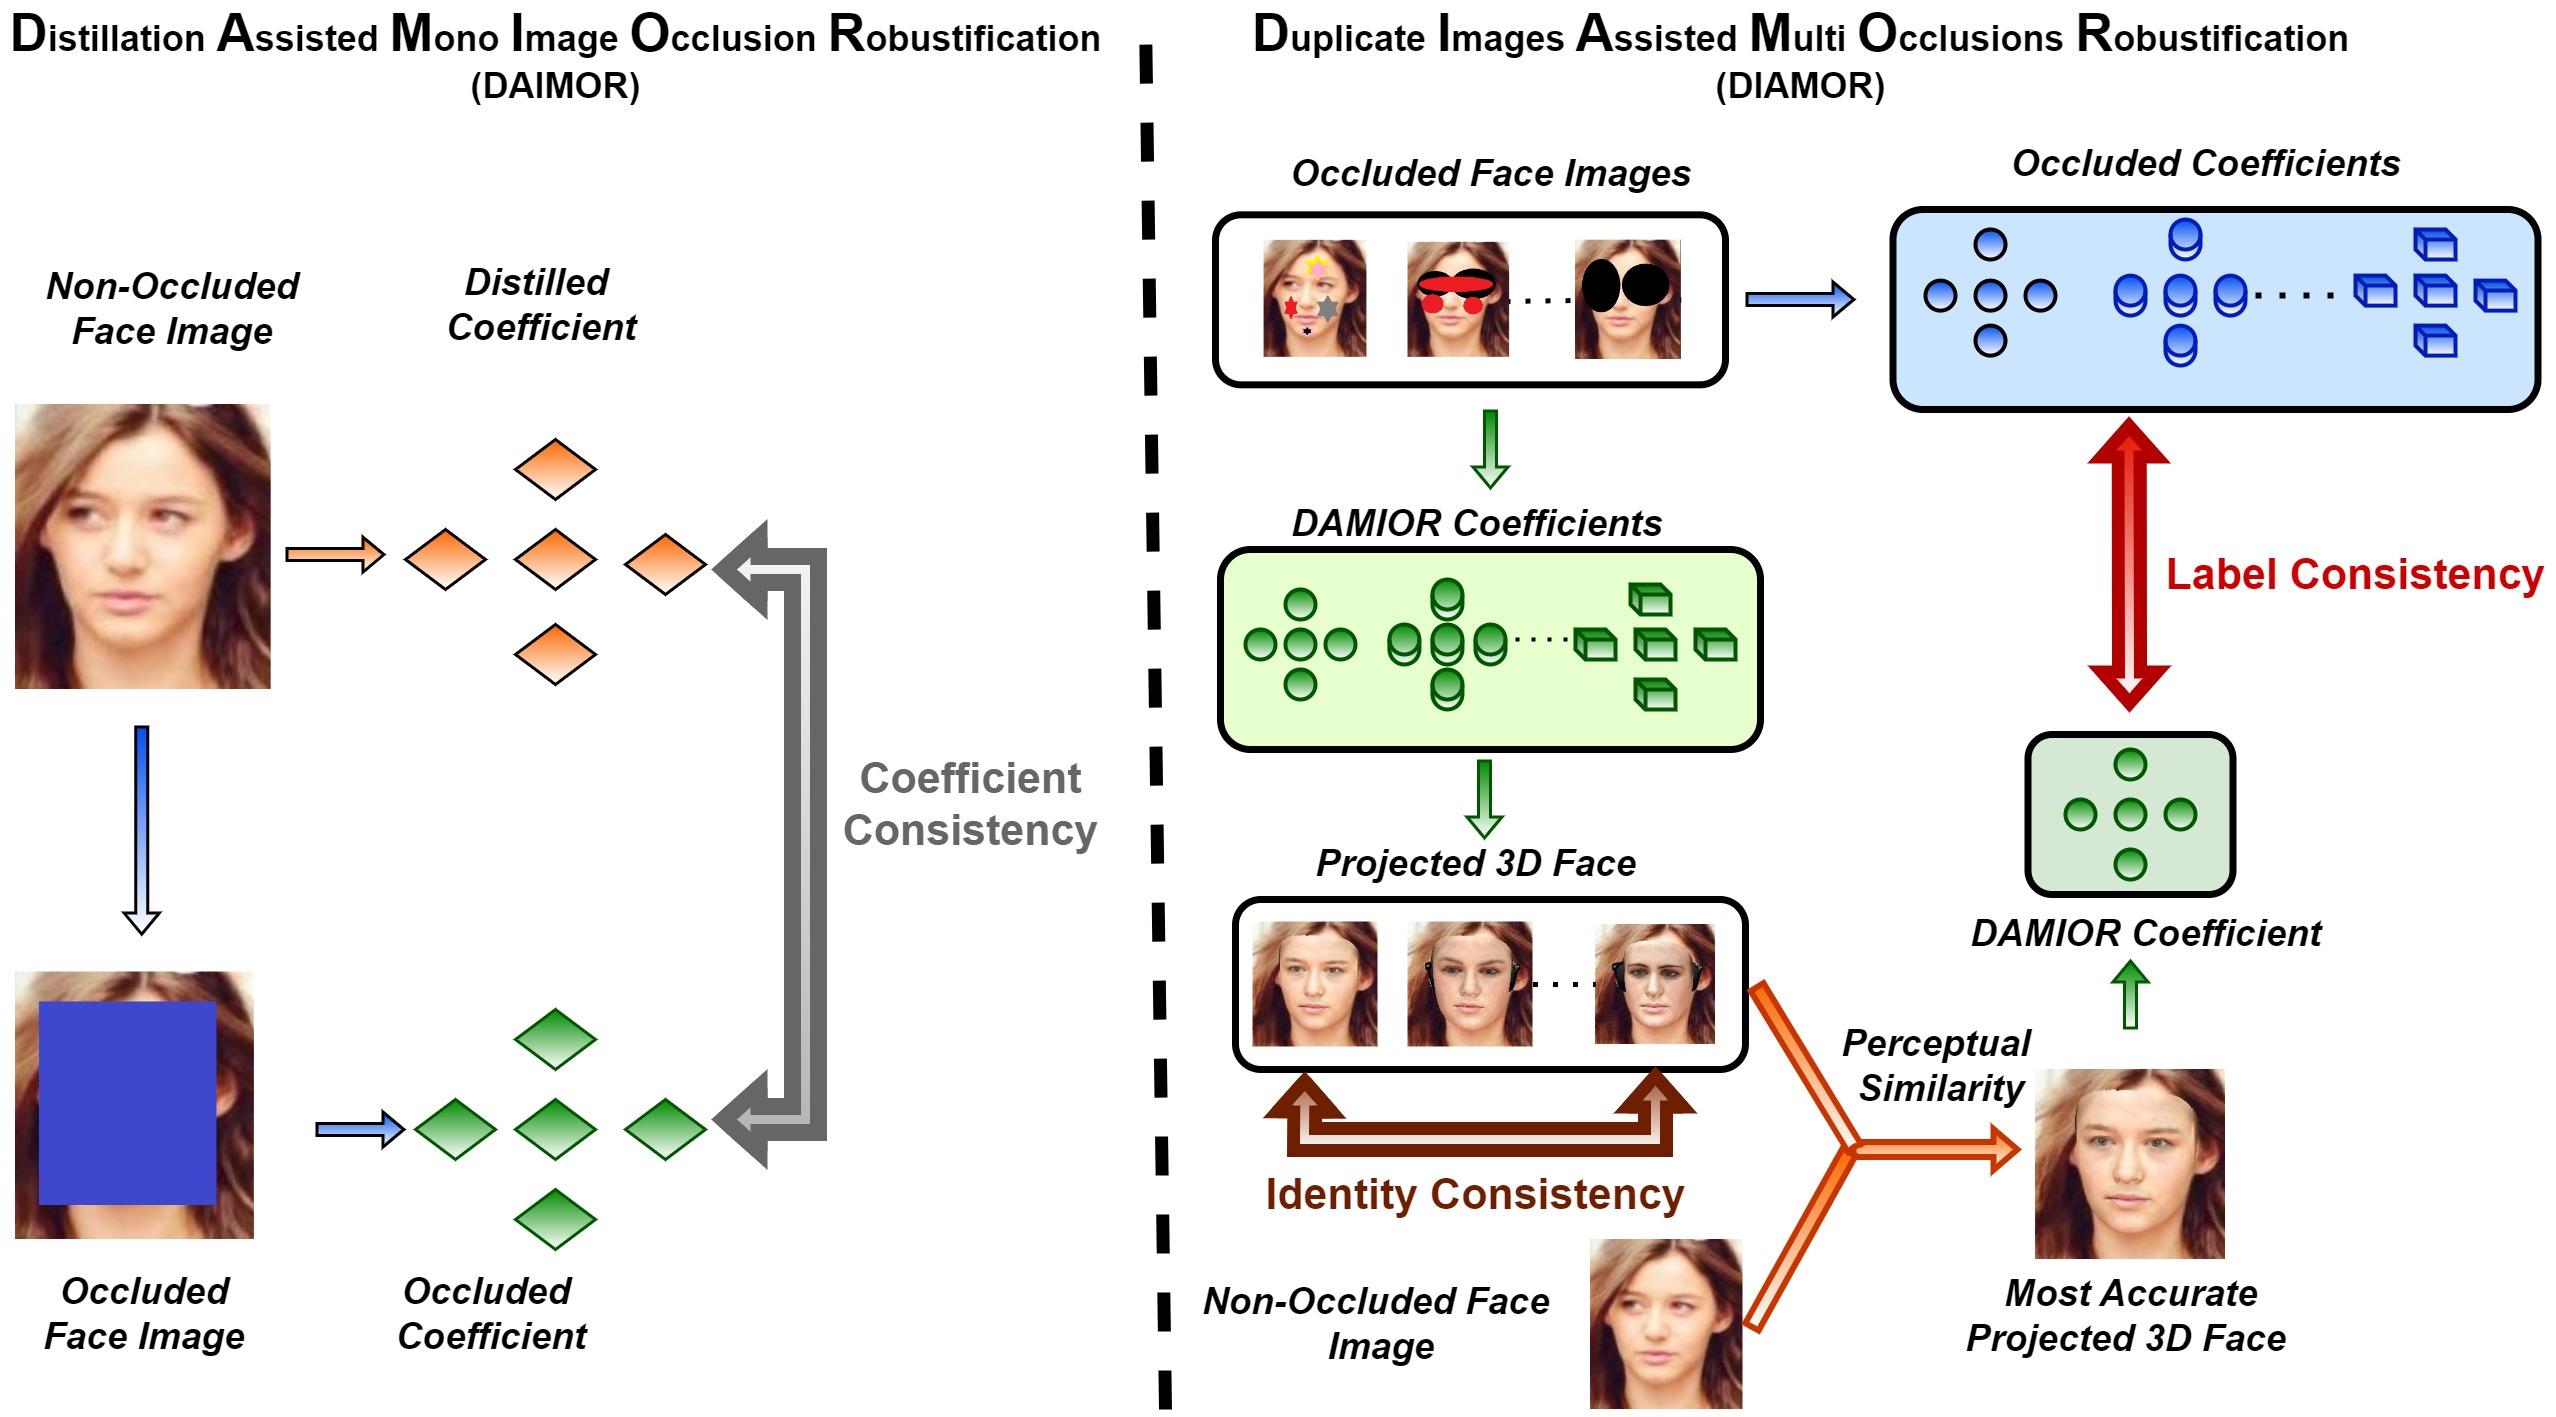 Distillation Assisted Mono Image Occlusion Robustification
(DAIMOR)
Non-Occluded
Face Image
Distilled
Coefficient
Coefficient
Consistency
Occluded
Face Image
Occluded
Coefficient
Duplicate Images Assisted Multi Occlusions Robustification
(DIAMOR)
Occluded Face Images
Occluded Coefficients
DAMIOR Coefficients
Label Consistency
Projected 3D Face
DAMIOR Coefficient
Perceptual
Similarity
Identity Consistency
Non-Occluded Face
Image
Most Accurate
Projected 3D Face